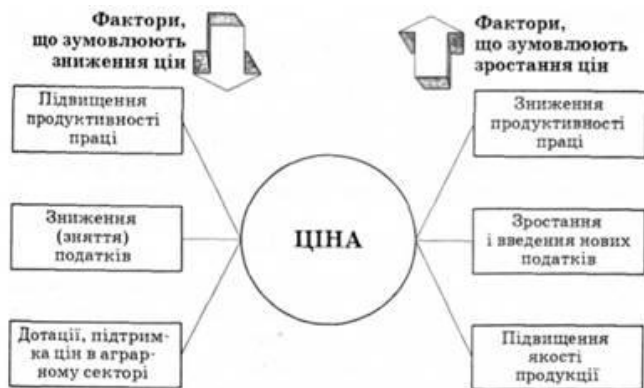 Фактори,
що зумовлюють
зниження цін
Фактори,
що зумовлюють
зростання цін
Підвищення
продуктивності
праці
Зниження
(зняття)
податків
Дотації, підтрим-
ка цін в аграр-
ному секторі
ЦІНА
Зниження
продуктивності
праці
Зростання
і введення нових
податків
Підвищення
якості
продукції